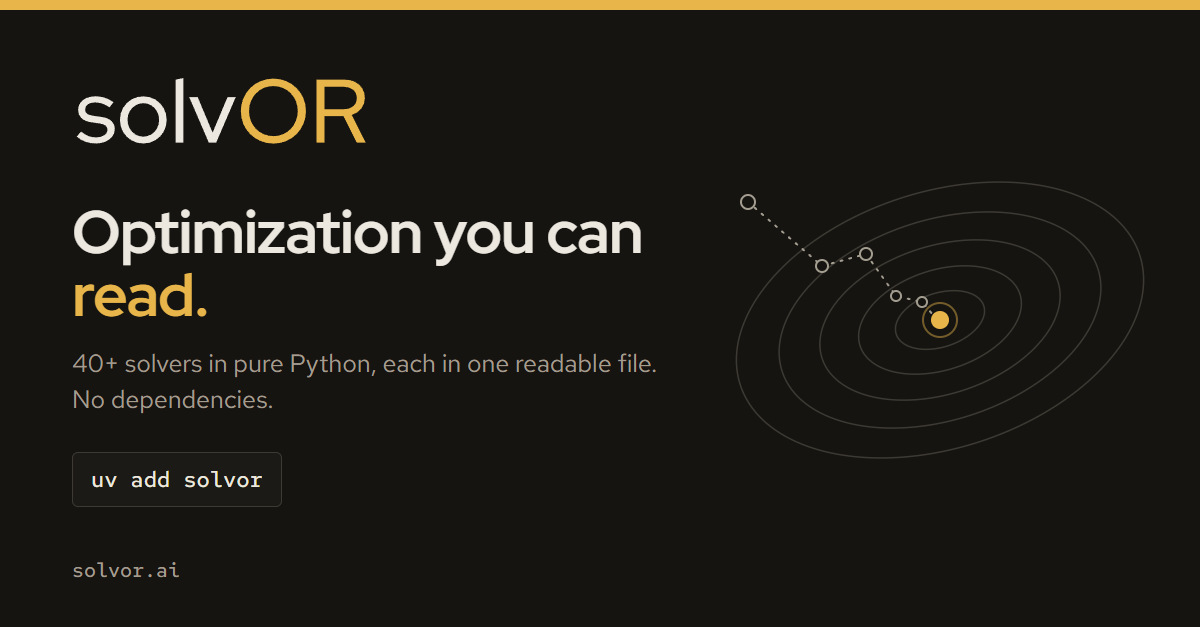 solvOR
Optimization you can
read.
40+ solvers in pure Python, each in one readable file.
No dependencies.
uv add solvor
solvor.ai